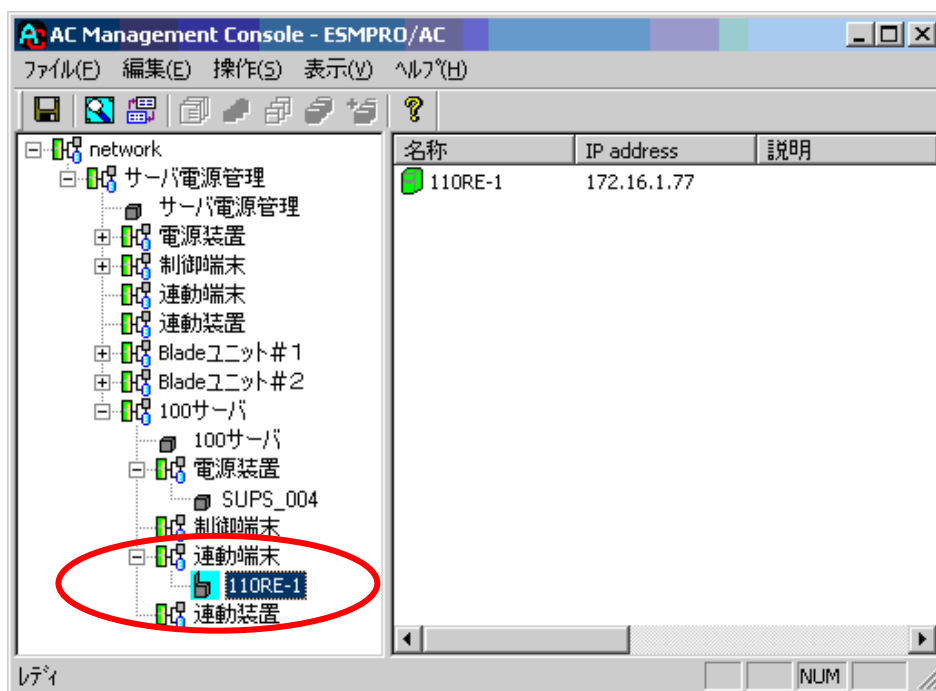 AC Management Console - ESMPRO/AC
ファイル(F) 編集(E) 操作(S) 表示(V) ヘルプ(H)
network
サーバ電源管理
サーバ電源管理
電源装置
制御端末
連動端末
連動装置
Bladeユニット#1
Bladeユニット#2
100サーバ
100サーバ
電源装置
SUPS_004
制御端末
連動端末
110RE-1
連動装置
名称 IP address 説明
110RE-1 172.16.1.77
レディ NUM